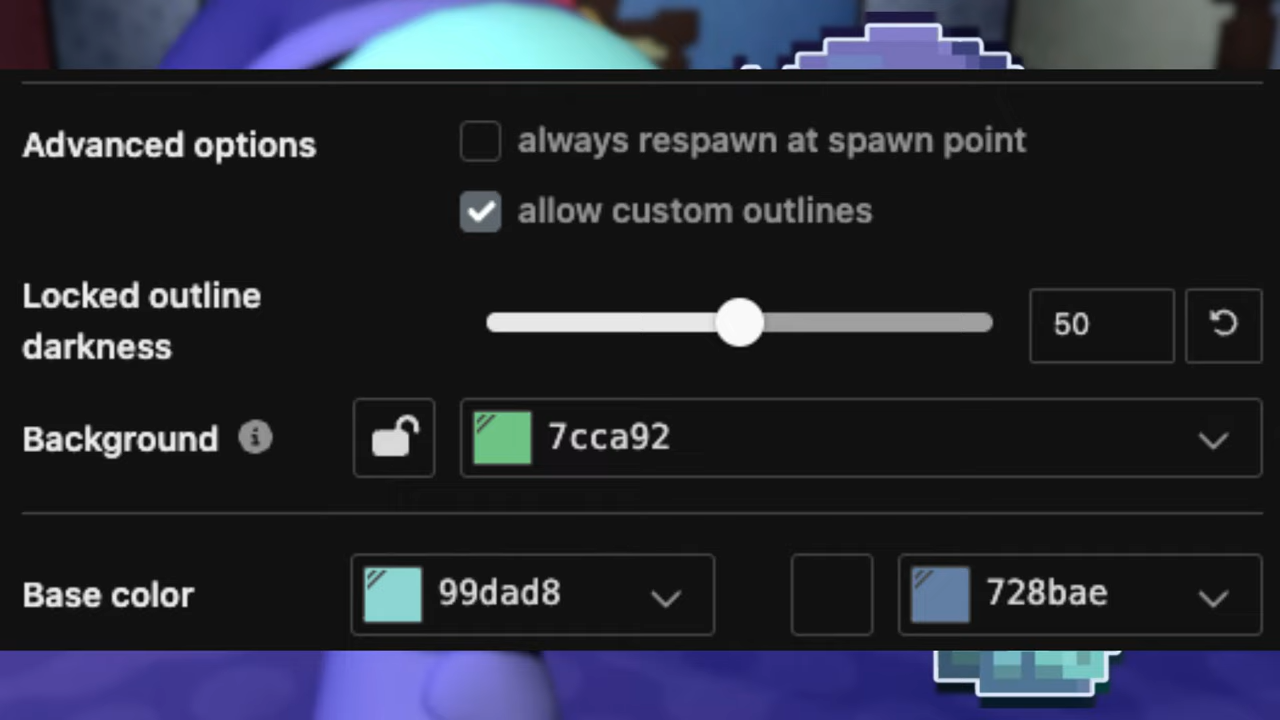 Advanced options
always respawn at spawn point
allow custom outlines
Locked outline
darkness
50
Background
7cca92
Base color
99dad8
728bae